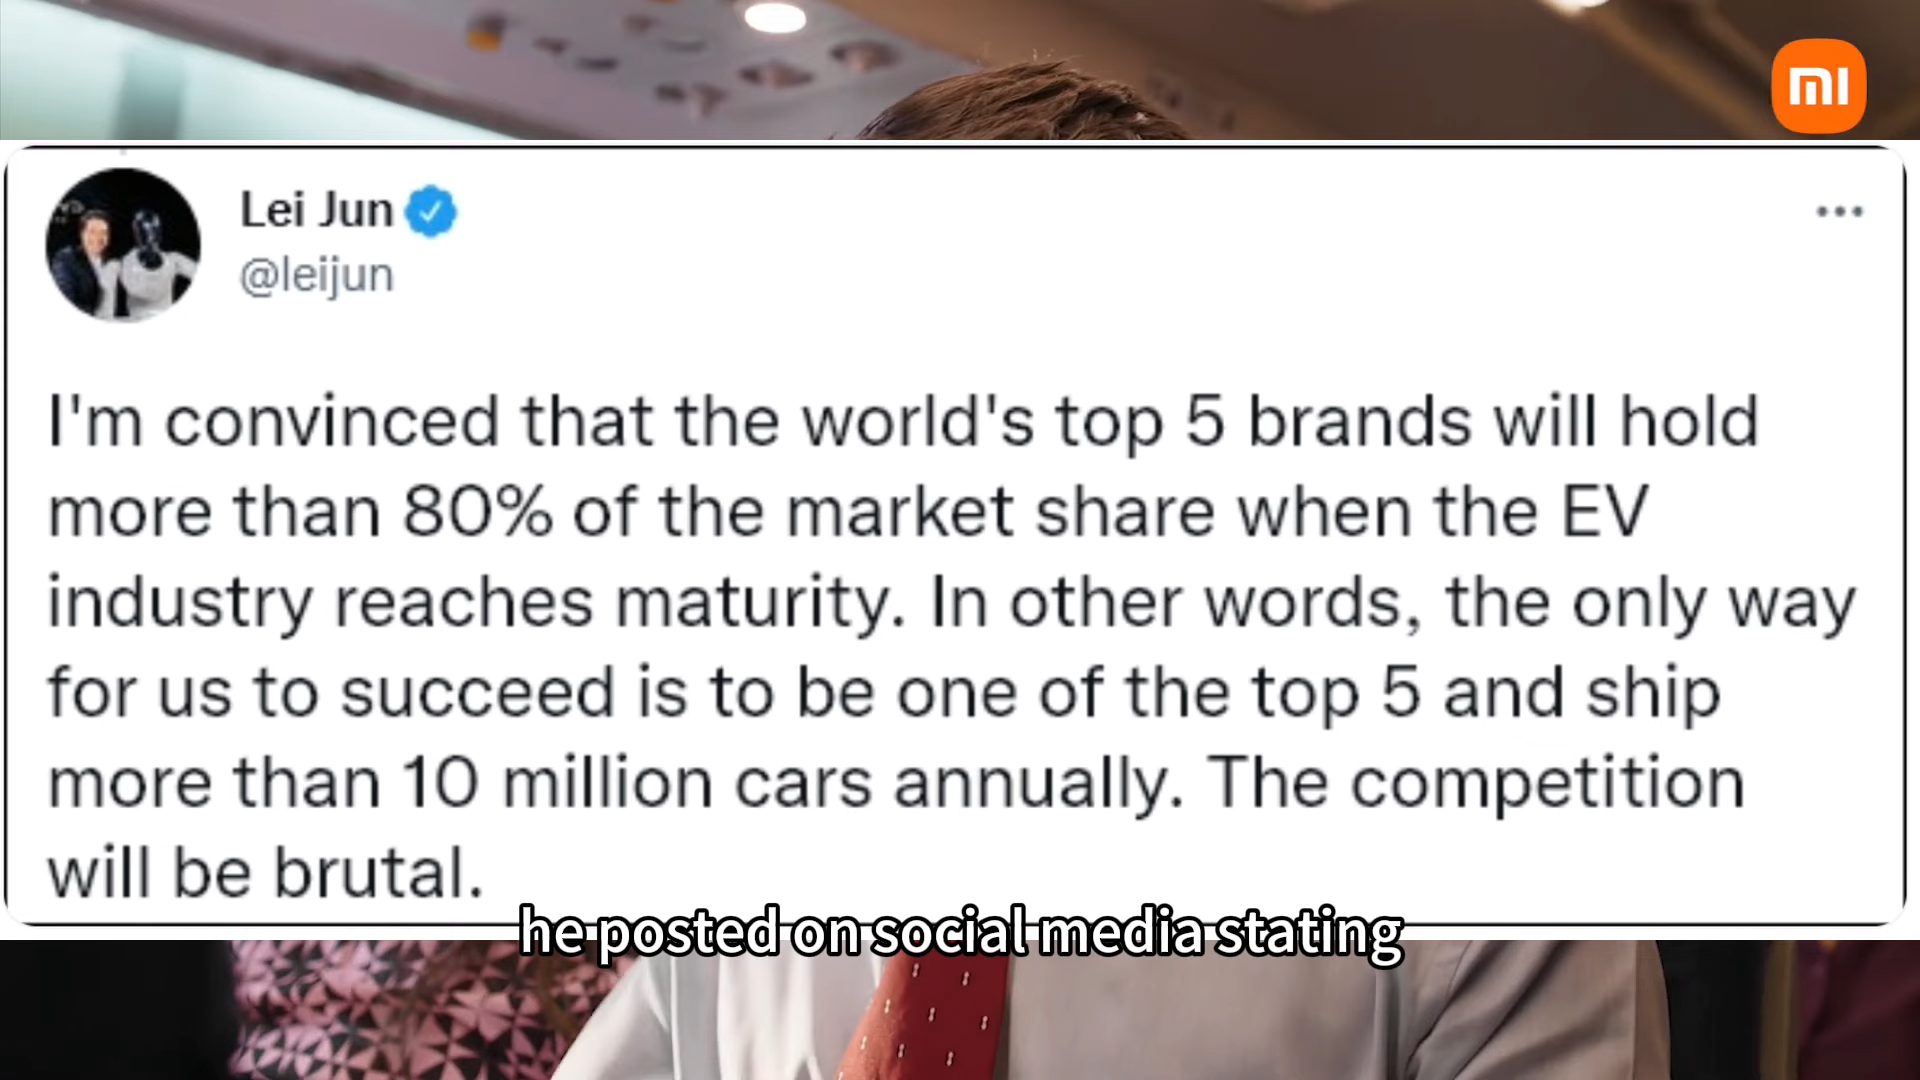 mi
Lei Jun
@leijun
I'm convinced that the world's top 5 brands will hold
more than 80% of the market share when the EV
industry reaches maturity. In other words, the only way
for us to succeed is to be one of the top 5 and ship
more than 10 million cars annually. The competition
will be brutal.
he posted on social media stating